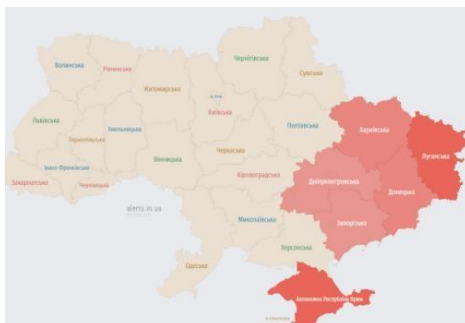 Чернігівська
Волинська
Рівненська
Сумська
Житомирська
Київська
Львівська
Полтавська
Харківська
Луганська
Тернопільська
Хмельницька
Черкаська
Вінницька
Івано-Франківська
Кіровоградська
Дніпропетровська
Донецька
Закарпатська
Чернівецька
alerts.in.ua
Миколаївська
Запорізька
Херсонська
Одеська
Автономна Республіка Крим